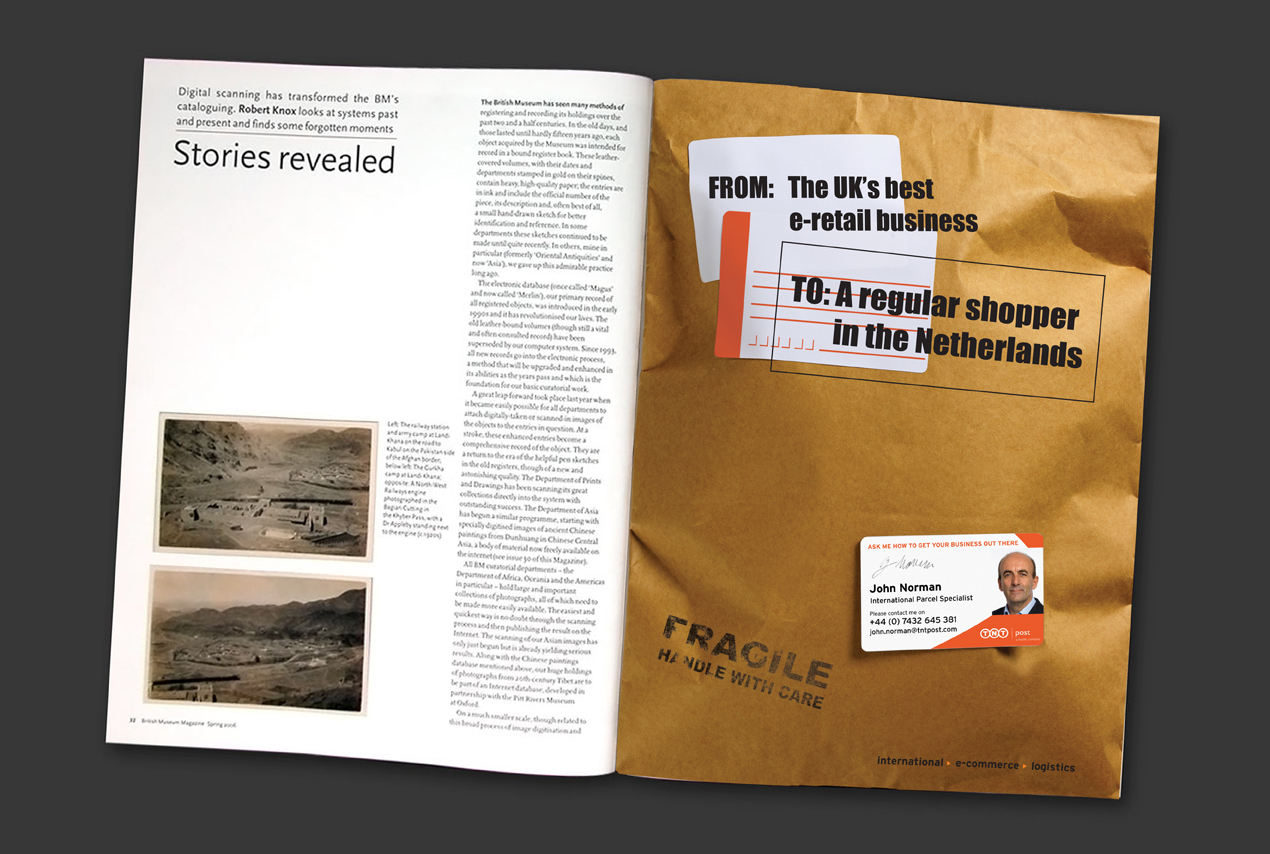 Digital scanning has transformed the BM's
cataloguing. Robert Knox looks at systems past
and present and finds some forgotten moments
Stories revealed
The British Museum has seen many methods of
registering and recording its holdings over the
past two and a half centuries. In the old days, and
those lasted until hardly fifteen years ago, each
object acquired by the Museum was intended for
record in a bound register book. These leather-
covered volumes, with their dates and
departments stamped in gold on their spines,
contain heavy, high-quality paper; the entries are
in ink and include the official number of the
piece, its description and, often best of all,
a small hand-drawn sketch for better
identification and reference. In some
departments these sketches continued to be
made until quite recently. In others, mine in
particular (formerly 'Oriental Antiquities' and
now 'Asia'), we gave up this admirable practice
long ago.
The electronic database (once called 'Magus'
and now called 'Merlin'), our primary record of
all registered objects, was introduced in the early
1990s and it has revolutionised our lives. The
old leather-bound volumes (though still a vital
and often-consulted record) have been
superseded by our computer system. Since 1993,
all new records go into the electronic process,
a method that will be upgraded and enhanced in
its abilities as the years pass and which is the
foundation for our basic curatorial work.
A great leap forward took place last year when
it became easily possible for all departments to
attach digitally-taken or scanned-in images of
the objects to the entries in question. At a
stroke, these enhanced entries become a
comprehensive record of the object. They are
a return to the era of the helpful pen sketches
in the old registers, though of a new and
astonishing quality. The Department of Prints
and Drawings has been scanning its great
collections directly into the system with
outstanding success. The Department of Asia
has begun a similar programme, starting with
specially digitised images of ancient Chinese
paintings from Dunhuang in Chinese Central
Asia, a body of material now freely available on
the internet (see issue 50 of this Magazine).
All BM curatorial departments – the
Department of Africa, Oceania and the Americas
in particular – hold large and important
collections of photographs, all of which need to
be made more easily available. The easiest and
quickest way is no doubt through the scanning
process and then publishing the result on the
Internet. The scanning of our Asian images has
only just begun but is already yielding serious
results. Along with the Chinese paintings
database mentioned above, our huge holdings
of photographs from 20th century Tibet are to
be part of an Internet database, developed in
partnership with the Pitt Rivers Museum
at Oxford.
On a much smaller scale, though related to
this broad process of image digitisation and
Left: The railway station
and army camp at Landi
Khana on the road to
Kabul on the Pakistan side
of the Afghan border;
below left: The Gurkha
camp at Landi Khana;
opposite: A North West
Railways engine
photographed in the
Bagiari Cutting in
the Khyber Pass, with a
Dr Appleby standing next
to the engine (c.1920s)
32 British Museum Magazine Spring 2006
FROM: The UK's best
e-retail business
TO: A regular shopper
in the Netherlands
ASK ME HOW TO GET YOUR BUSINESS OUT THERE
John Norman
International Parcel Specialist
Please contact me on
+44 (0) 7432 645 381
john.norman@tntpost.com
TNT post
FRAGILE
HANDLE WITH CARE
international e-commerce logistics